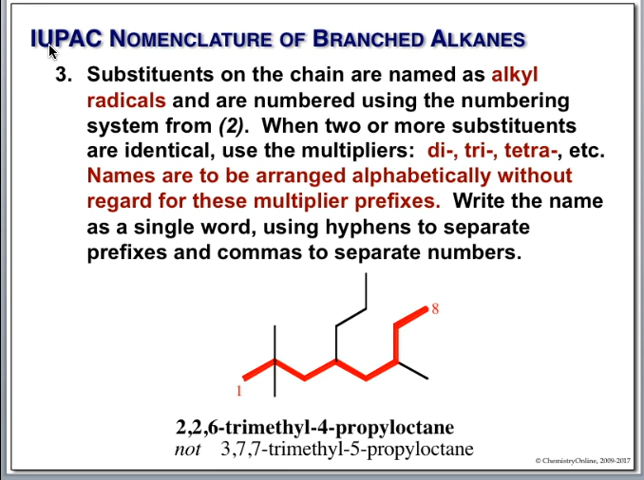 IUPAC NOMENCLATURE OF BRANCHED ALKANES
3. Substituents on the chain are named as alkyl
radicals and are numbered using the numbering
system from (2). When two or more substituents
are identical, use the multipliers: di-, tri-, tetra-, etc.
Names are to be arranged alphabetically without
regard for these multiplier prefixes. Write the name
as a single word, using hyphens to separate
prefixes and commas to separate numbers.
8
1
2,2,6-trimethyl-4-propyloctane
not 3,7,7-trimethyl-5-propyloctane
© ChemistryOnline, 2009-2017